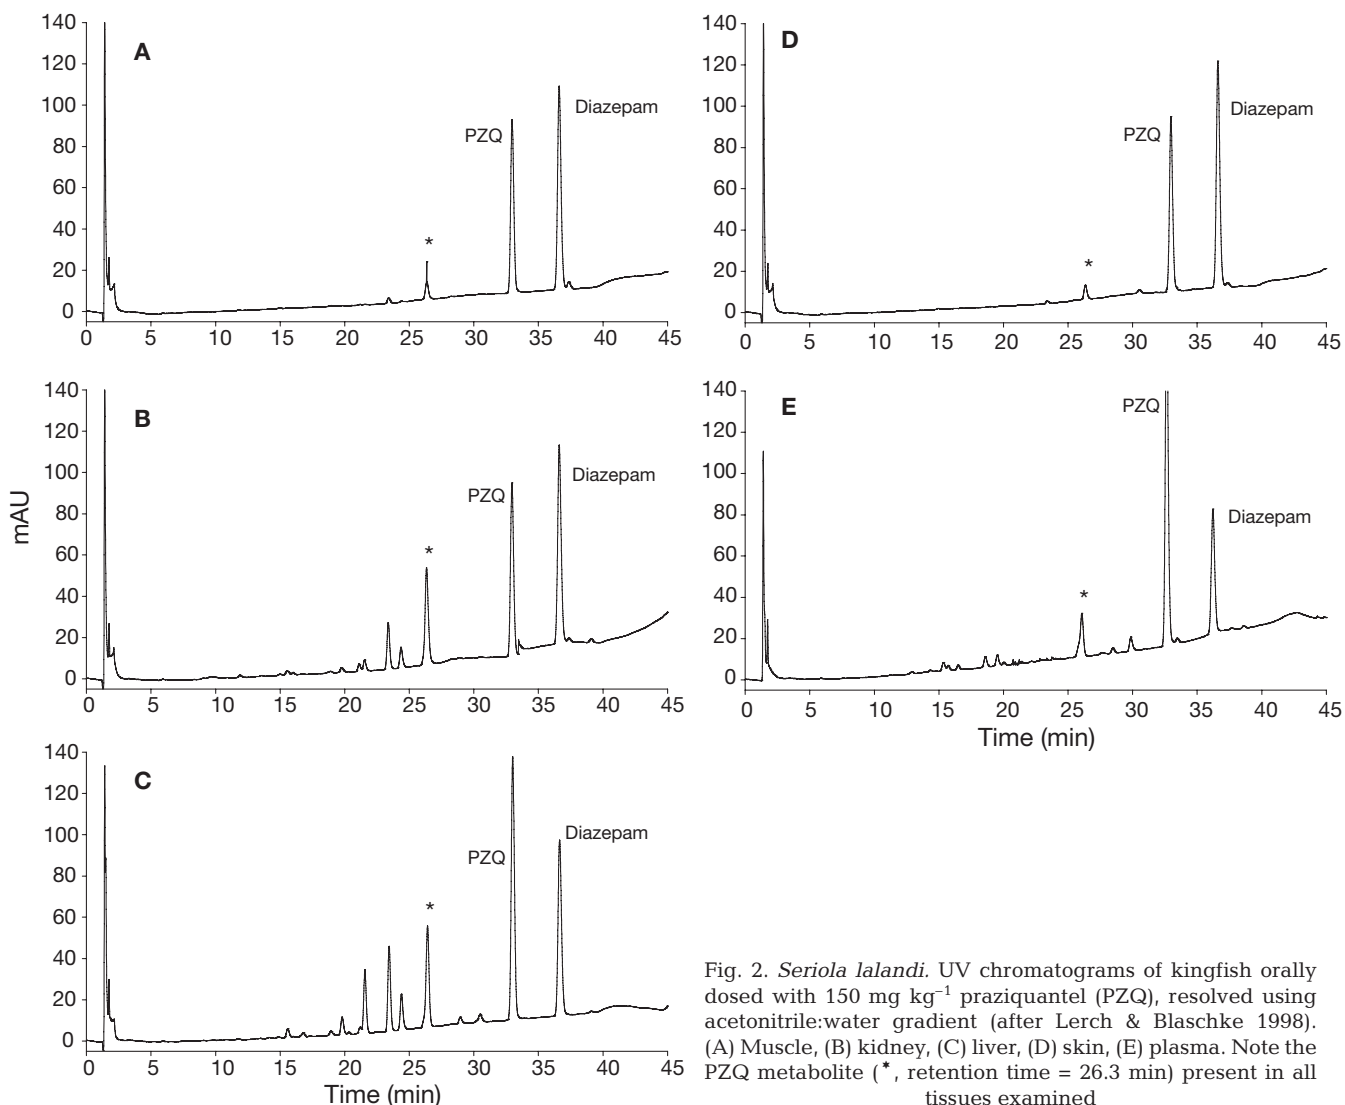 A
140
120
100
80
60
40
20
0
*
PZQ
Diazepam
0 5 10 15 20 25 30 35 40 45
B
140
120
100
80
60
40
20
0
mAU
*
PZQ
Diazepam
0 5 10 15 20 25 30 35 40 45
C
140
120
100
80
60
40
20
0
*
PZQ
Diazepam
0 5 10 15 20 25 30 35 40 45
Time (min)
D
140
120
100
80
60
40
20
0
*
PZQ
Diazepam
0 5 10 15 20 25 30 35 40 45
E
140
120
100
80
60
40
20
0
*
PZQ
Diazepam
0 5 10 15 20 25 30 35 40 45
Time (min)
Fig. 2. Seriola lalandi. UV chromatograms of kingfish orally
dosed with 150 mg kg⁻¹ praziquantel (PZQ), resolved using
acetonitrile:water gradient (after Lerch & Blaschke 1998).
(A) Muscle, (B) kidney, (C) liver, (D) skin, (E) plasma. Note the
PZQ metabolite (*, retention time = 26.3 min) present in all
tissues examined